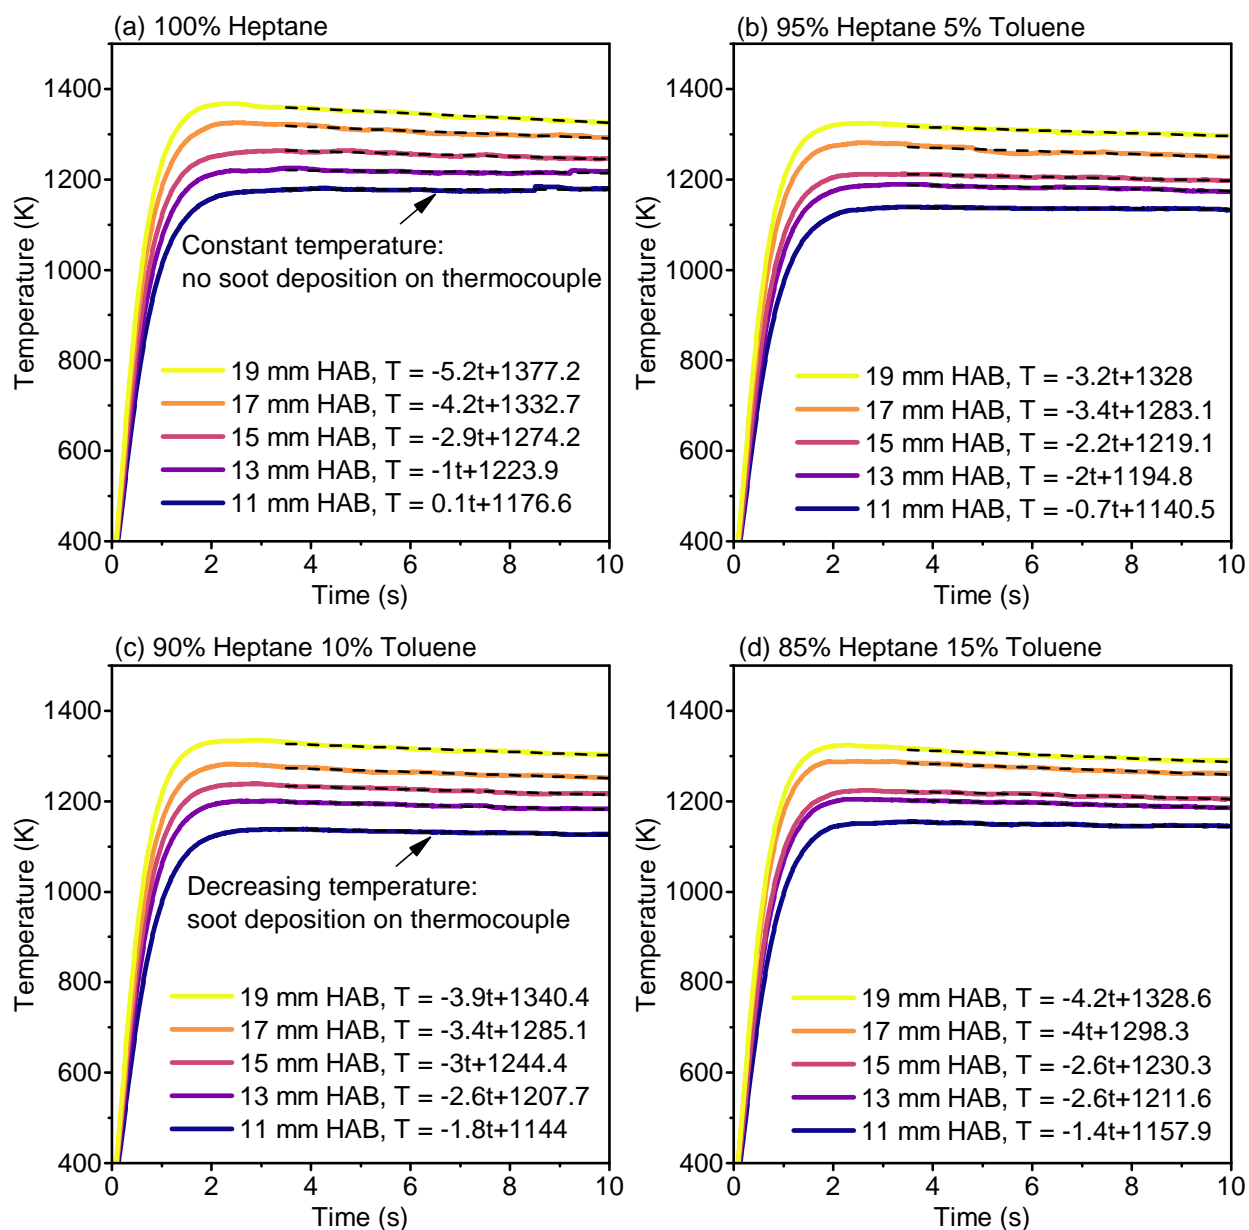 (a) 100% Heptane
1400
1200
1000
800
600
400
Temperature (K)
Constant temperature:
no soot deposition on thermocouple
19 mm HAB, T = -5.2t+1377.2
17 mm HAB, T = -4.2t+1332.7
15 mm HAB, T = -2.9t+1274.2
13 mm HAB, T = -1t+1223.9
11 mm HAB, T = 0.1t+1176.6
0 2 4 6 8 10
Time (s)
(b) 95% Heptane 5% Toluene
1400
1200
1000
800
600
400
Temperature (K)
19 mm HAB, T = -3.2t+1328
17 mm HAB, T = -3.4t+1283.1
15 mm HAB, T = -2.2t+1219.1
13 mm HAB, T = -2t+1194.8
11 mm HAB, T = -0.7t+1140.5
0 2 4 6 8 10
Time (s)
(c) 90% Heptane 10% Toluene
1400
1200
1000
800
600
400
Temperature (K)
Decreasing temperature:
soot deposition on thermocouple
19 mm HAB, T = -3.9t+1340.4
17 mm HAB, T = -3.4t+1285.1
15 mm HAB, T = -3t+1244.4
13 mm HAB, T = -2.6t+1207.7
11 mm HAB, T = -1.8t+1144
0 2 4 6 8 10
Time (s)
(d) 85% Heptane 15% Toluene
1400
1200
1000
800
600
400
Temperature (K)
19 mm HAB, T = -4.2t+1328.6
17 mm HAB, T = -4t+1298.3
15 mm HAB, T = -2.6t+1230.3
13 mm HAB, T = -2.6t+1211.6
11 mm HAB, T = -1.4t+1157.9
0 2 4 6 8 10
Time (s)